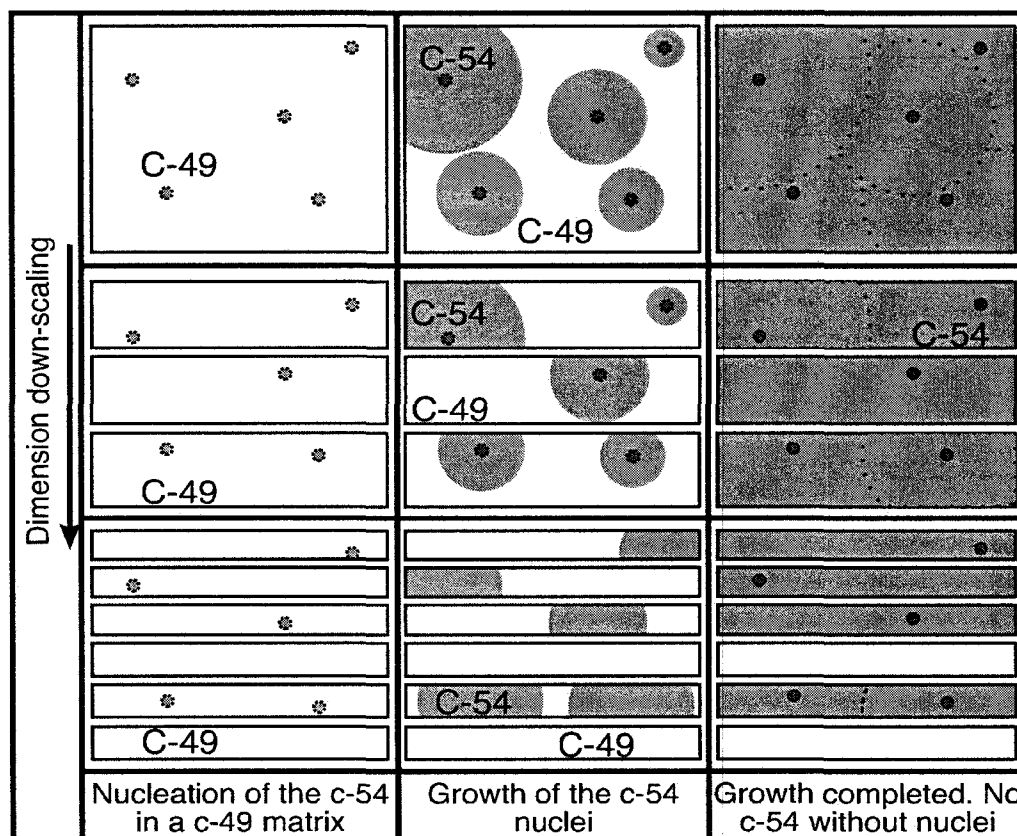 C-49
C-54
C-49
Dimension down-scaling
C-54
C-54
C-49
C-49
C-54
C-49
C-49
Nucleation of the c-54
in a c-49 matrix
Growth of the c-54
nuclei
Growth completed. No
c-54 without nuclei